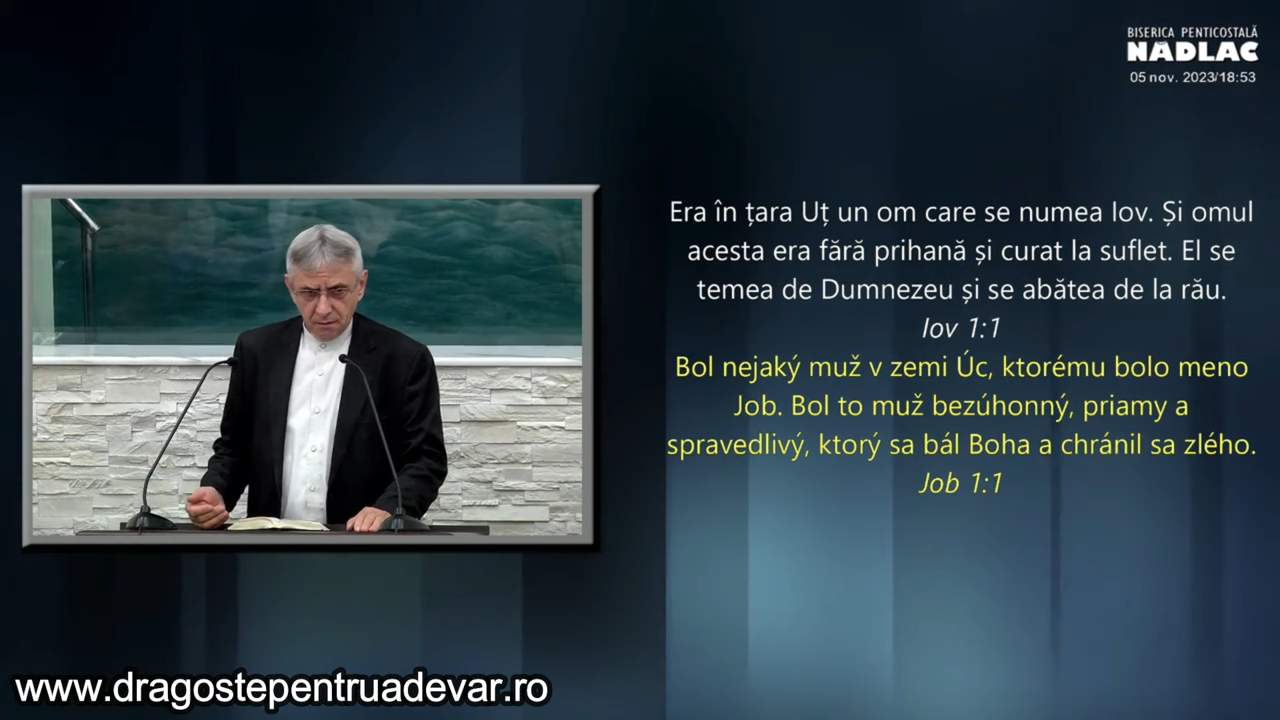 BISERICA PENTICOSTALĂ
NĂDLAC
05 nov. 2023/18:53
Era în țara Uț un om care se numea Iov. Și omul
acesta era fără prihană și curat la suflet. El se
temea de Dumnezeu și se abătea de la rău.
Iov 1:1
Bol nejaký muž v zemi Úc, ktorému bolo meno
Job. Bol to muž bezúhonný, priamy a
spravedlivý, ktorý sa bál Boha a chránil sa zlého.
Job 1:1
www.dragostepentruadevar.ro